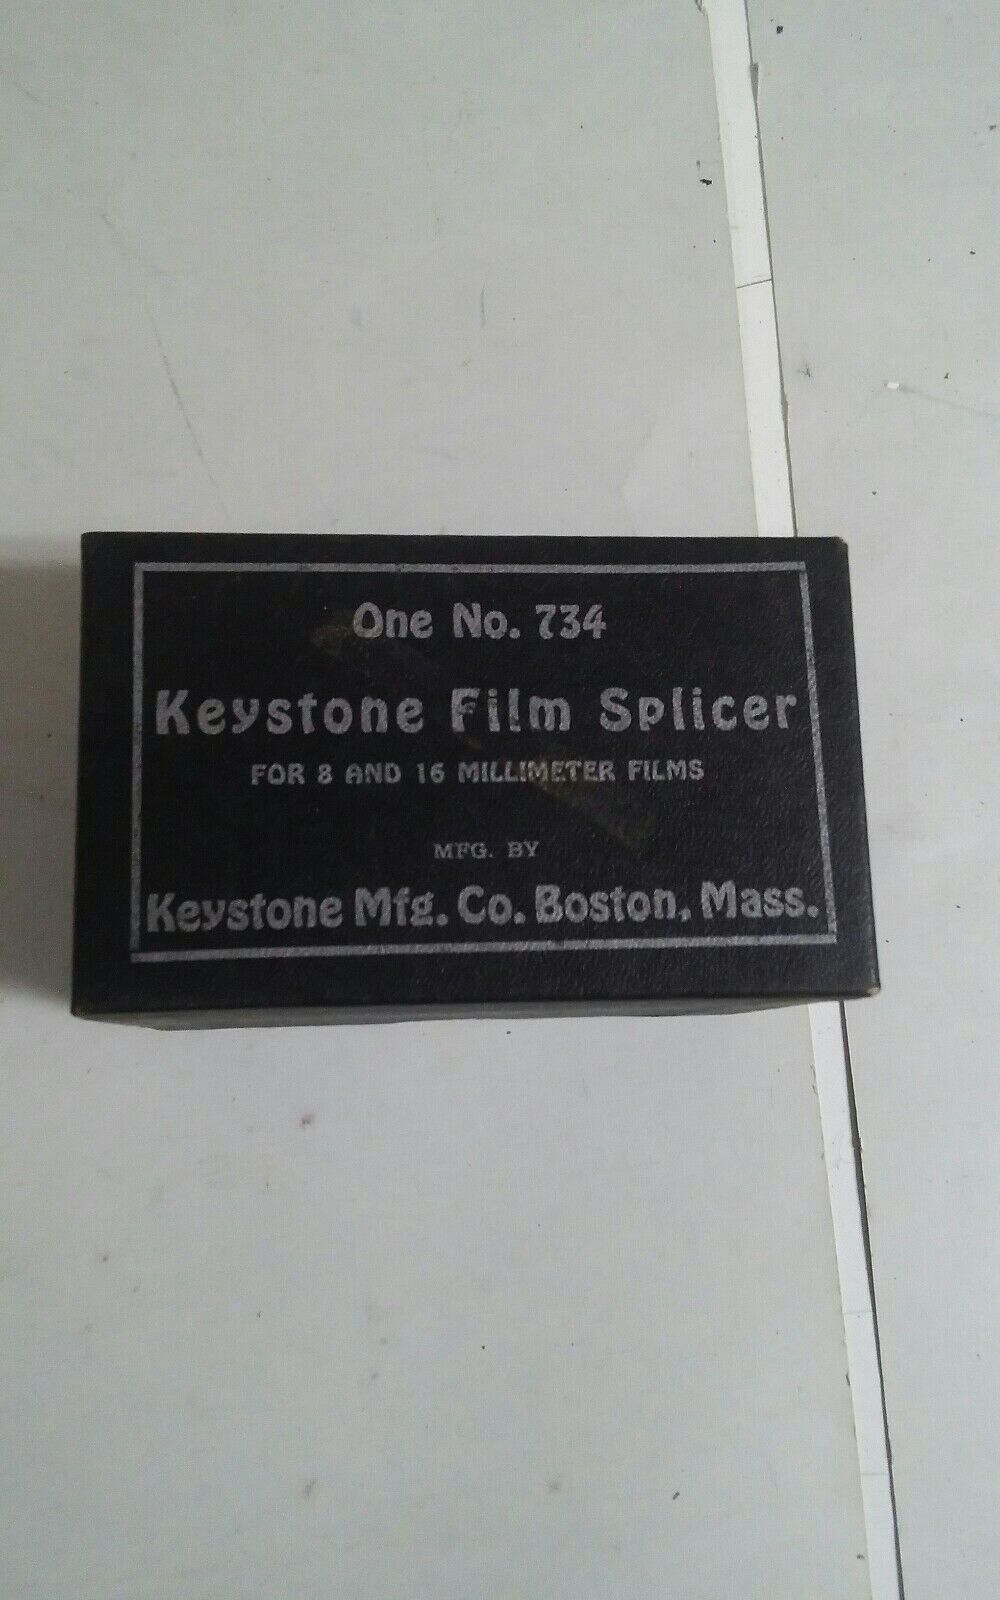 One No. 734
Keystone Film Splicer
FOR 8 AND 16 MILLIMETER FILMS
MFG. BY
Keystone Mfg. Co. Boston, Mass.